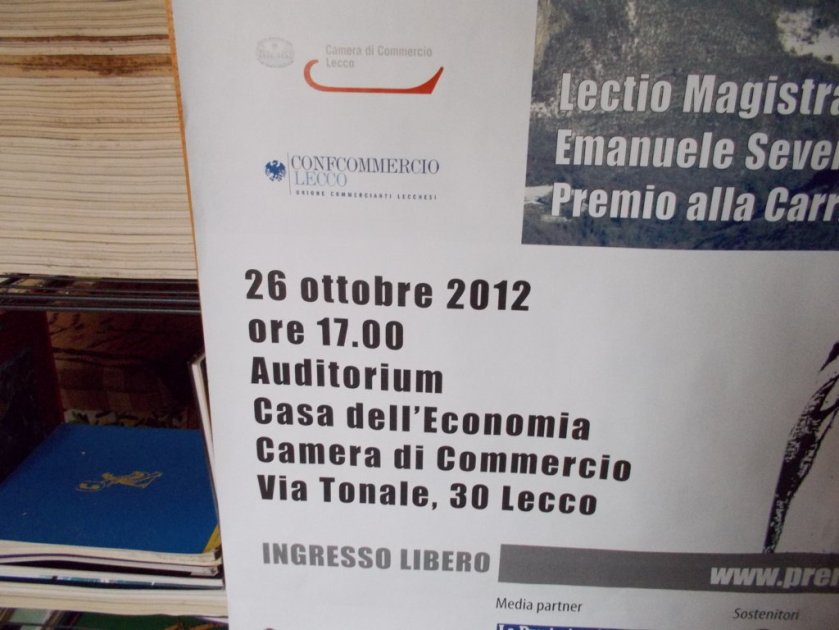 Camera di Commercio
Lecco
Lectio Magistra
Emanuele Sever
Premio alla Carr
CONFCOMMERCIO
LECCO
UNIONE COMMERCIANTI LECCHESI
26 ottobre 2012
ore 17.00
Auditorium
Casa dell'Economia
Camera di Commercio
Via Tonale, 30 Lecco
INGRESSO LIBERO
www.prem
Media partner
Sostenitori